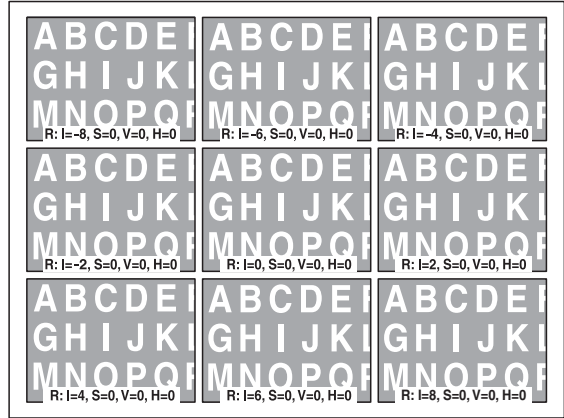 ABCDE
GHIJK
MNOPQ
R: I=-8, S=0, V=0, H=0
ABCDE
GHIJK
MNOPQ
R: I=-6, S=0, V=0, H=0
ABCDE
GHIJK
MNOPQ
R: I=-4, S=0, V=0, H=0
ABCDE
GHIJK
MNOPQ
R: I=-2, S=0, V=0, H=0
ABCDE
GHIJK
MNOPQ
R: I=0, S=0, V=0, H=0
ABCDE
GHIJK
MNOPQ
R: I=2, S=0, V=0, H=0
ABCDE
GHIJK
MNOPQ
R: I=4, S=0, V=0, H=0
ABCDE
GHIJK
MNOPQ
R: I=6, S=0, V=0, H=0
ABCDE
GHIJK
MNOPQ
R: I=8, S=0, V=0, H=0